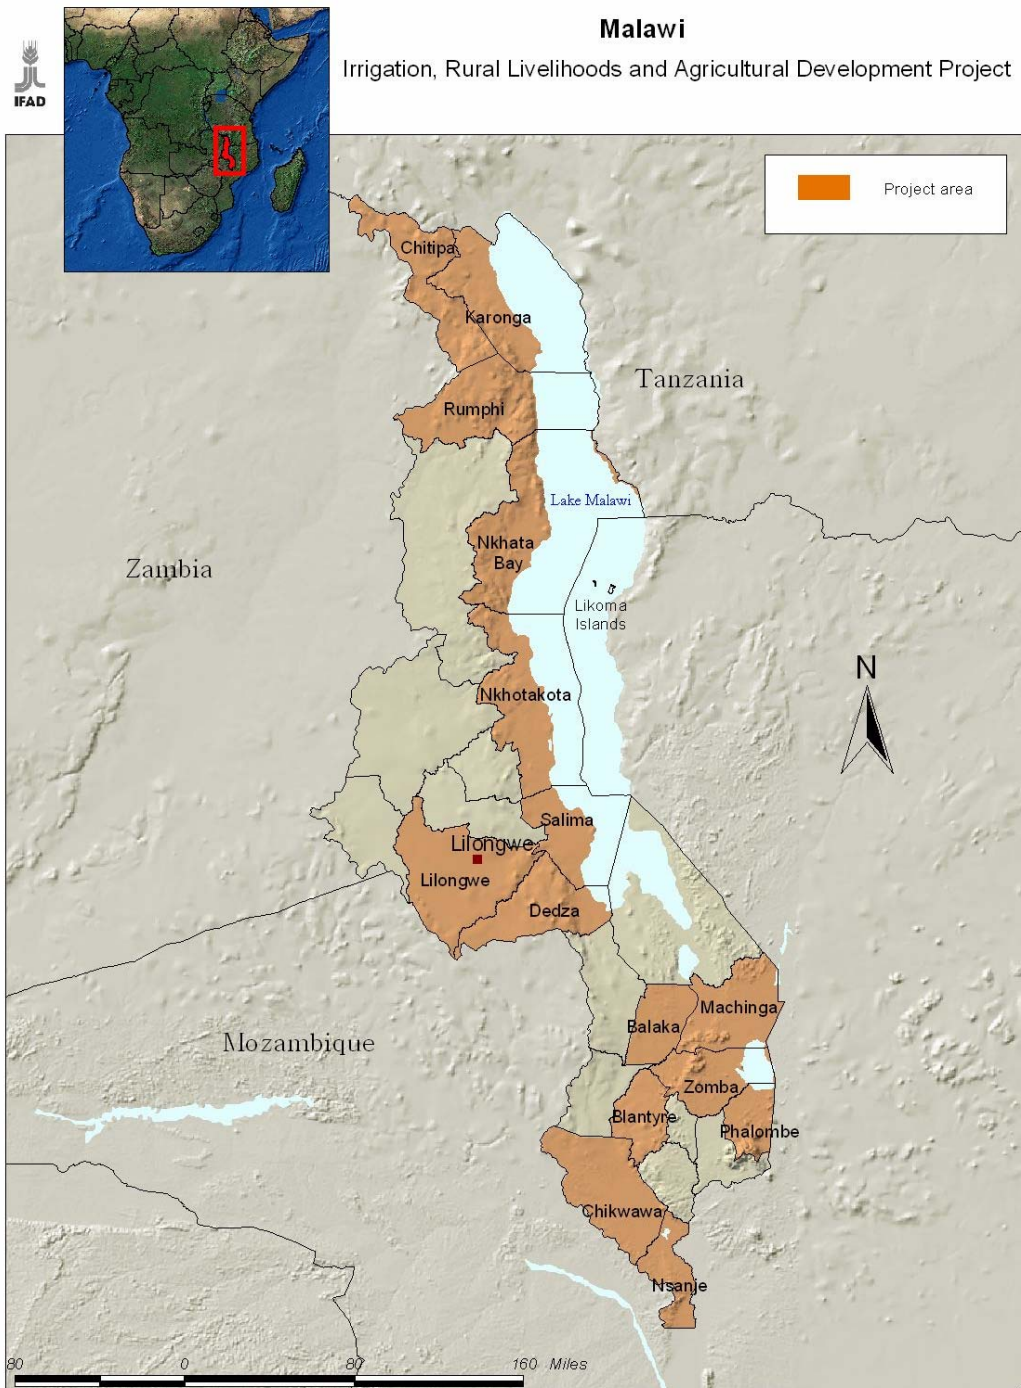 Malawi
Irrigation, Rural Livelihoods and Agricultural Development Project
IFAD
Project area
Chitipa
Karonga
Tanzania
Rumphi
Lake Malawi
Nkhata
Bay
Zambia
Likoma
Islands
N
Nkhotakota
Salima
Lilongwe
Lilongwe
Dedza
Machinga
Balaka
Mozambique
Zomba
Blantyre
Phalombe
Chikwawa
Nsanje
80 0 80 160 Miles